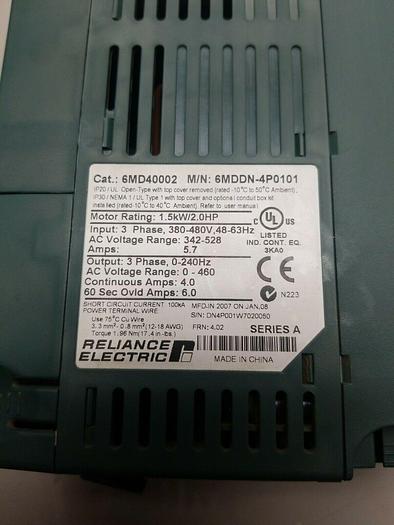 Cat.: 6MD40002 M/N: 6MDDN-4P0101
IP20 / UL Open-Type with top cover removed (rated -10°C to 50°C Ambient).
IP30 / NEMA 1 / UL Type 1 with top cover and optional conduit box kit
installed (rated -10°C to 40°C Ambient). Refer to user manual
Motor Rating: 1.5kW/2.0HP
Input: 3 Phase, 380-480V,48-63Hz
AC Voltage Range: 342-528
Amps: 5.7
Output: 3 Phase, 0-240Hz
AC Voltage Range: 0 - 460
Continuous Amps: 4.0
60 Sec Ovld Amps: 6.0
c UL US
LISTED
IND. CONT. EQ.
3KA0
CE
N223
SHORT CIRCUIT CURRENT 100kA
POWER TERMINAL WIRE
Use 75°C Cu Wire
3.3 mm²- 0.8 mm²(12-18 AWG)
Torque 1.96 Nm(17.4 in-lbs.)
MFD.IN 2007 ON JAN.08
S/N: DN4P001W7020050
FRN: 4.02
SERIES A
RELIANCE
ELECTRIC
MADE IN CHINA